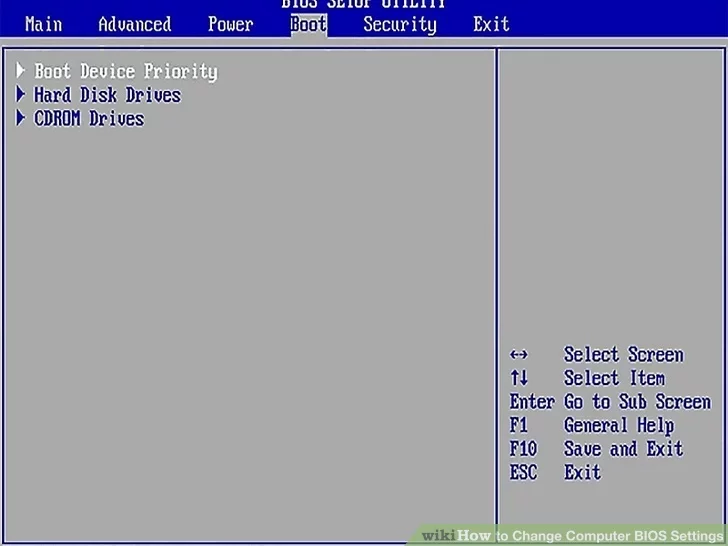 BIOS SETUP UTILITY
Main Advanced Power Boot Security Exit
Boot Device Priority
Hard Disk Drives
CDROM Drives
↔ Select Screen
↑↓ Select Item
Enter Go to Sub Screen
F1 General Help
F10 Save and Exit
ESC Exit
wikiHow to Change Computer BIOS Settings